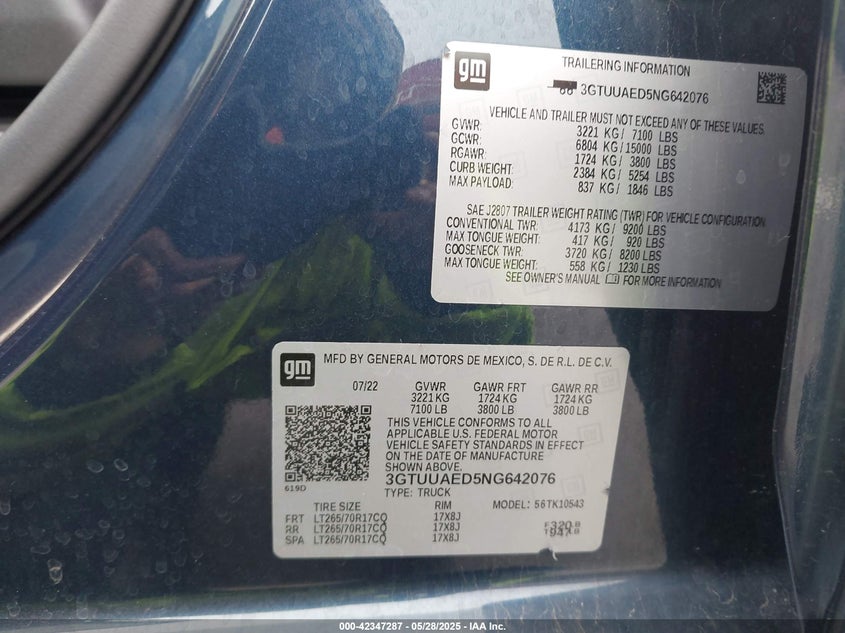 gm
TRAILERING INFORMATION
3GTUUAED5NG642076
VEHICLE AND TRAILER MUST NOT EXCEED ANY OF THESE VALUES.
GVWR: 3221 KG/ 7100 LBS
GCWR: 6804 KG/ 15000 LBS
RGAWR: 1724 KG/ 3800 LBS
CURB WEIGHT: 2384 KG/ 5254 LBS
MAX PAYLOAD: 837 KG/ 1846 LBS
SAE J2807 TRAILER WEIGHT RATING (TWR) FOR VEHICLE CONFIGURATION
CONVENTIONAL TWR: 4173 KG/ 9200 LBS
MAX TONGUE WEIGHT: 417 KG/ 920 LBS
GOOSENECK TWR: 3720 KG/ 8200 LBS
MAX TONGUE WEIGHT: 558 KG/ 1230 LBS
SEE OWNER'S MANUAL FOR MORE INFORMATION
gm
MFD BY GENERAL MOTORS DE MEXICO, S. DE R.L. DE C.V.
07/22 GVWR GAWR FRT GAWR RR
3221 KG 1724 KG 1724 KG
7100 LB 3800 LB 3800 LB
THIS VEHICLE CONFORMS TO ALL
APPLICABLE U.S. FEDERAL MOTOR
VEHICLE SAFETY STANDARDS IN EFFECT
ON THE DATE OF MANUFACTURE
SHOWN ABOVE.
3GTUUAED5NG642076
619D
TYPE: TRUCK
TIRE SIZE RIM MODEL: 56TK10543
FRT LT265/70R17CQ 17X8J
RR LT265/70R17CQ 17X8J
SPA LT265/70R17CQ 17X8J
000-42347287 - 05/28/2025 - IAA Inc.